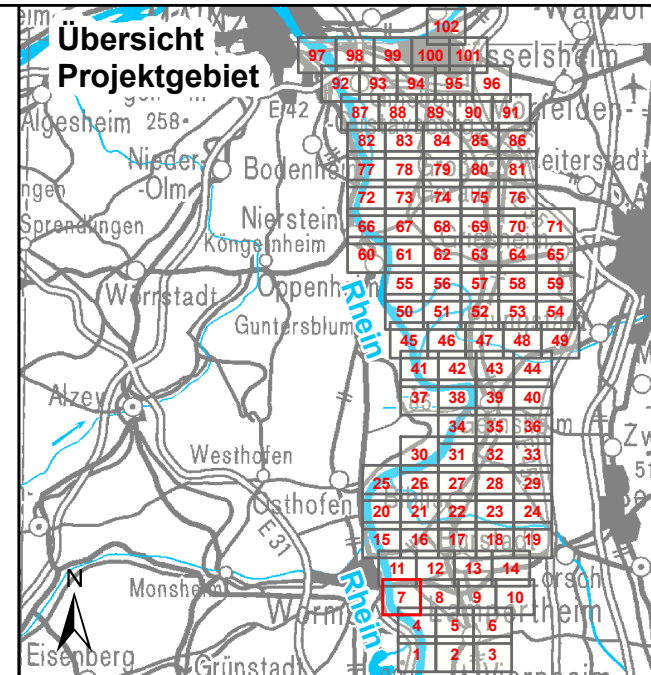 Übersicht
Projektgebiet
102
97 98 99 100 101
sselsheim
92 93 94 95 96
E 42
87 88 89 90 91
Algesheim 258
felden-
82 83 84 85 86
Nieder-
-Olm
Bodenheim
77 78 79 80 81
eiterstadt
ngen
72 73 74 75 76
Sprendlingen
Nierstein
66 67 68 69 70 71
Köngernheim
60 61 62 63 64 65
Wörrstadt
Oppenheim
55 56 57 58 59
Rhein
50 51 52 53 54
Guntersblum
45 46 47 48 49
41 42 43 44
Alzey
37 38 39 40
34 35 36
Westhofen
30 31 32 33
25 26 27 28 29
Osthofen
20 21 22 23 24
E 31
15 16 17 18 19
11 12 13 14
N
Monsheim
Rhein
orsch
7 8 9 10
Worms
4 5 6
Eisenberg
Grünstadt
1 2 3